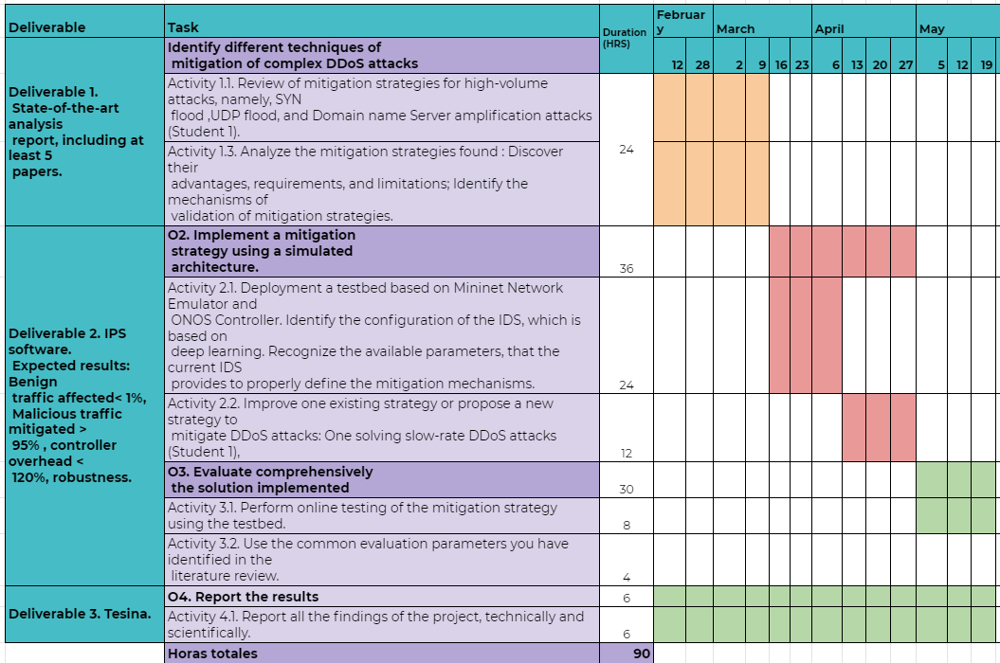 Deliverable
Task
Duration
(HRS)
Februar
y
March
April
May
12 28 2 9 16 23 6 13 20 27 5 12 19
Deliverable 1.
State-of-the-art
analysis
report, including at
least 5
papers.
Identify different techniques of
mitigation of complex DDoS attacks
Activity 1.1. Review of mitigation strategies for high-volume
attacks, namely, SYN
flood ,UDP flood, and Domain name Server amplification attacks
(Student 1).
24
Activity 1.3. Analyze the mitigation strategies found : Discover
their
advantages, requirements, and limitations; Identify the
mechanisms of
validation of mitigation strategies.
Deliverable 2. IPS
software.
Expected results:
Benign
traffic affected< 1%,
Malicious traffic
mitigated >
95% , controller
overhead <
120%, robustness.
O2. Implement a mitigation
strategy using a simulated
architecture.
36
Activity 2.1. Deployment a testbed based on Mininet Network
Emulator and
ONOS Controller. Identify the configuration of the IDS, which is
based on
deep learning. Recognize the available parameters, that the
current IDS
provides to properly define the mitigation mechanisms.
24
Activity 2.2. Improve one existing strategy or propose a new
strategy to
mitigate DDoS attacks: One solving slow-rate DDoS attacks
(Student 1),
12
O3. Evaluate comprehensively
the solution implemented
30
Activity 3.1. Perform online testing of the mitigation strategy
using the testbed.
8
Activity 3.2. Use the common evaluation parameters you have
identified in the
literature review.
4
Deliverable 3. Tesina.
O4. Report the results
6
Activity 4.1. Report all the findings of the project, technically and
scientifically.
6
Horas totales
90